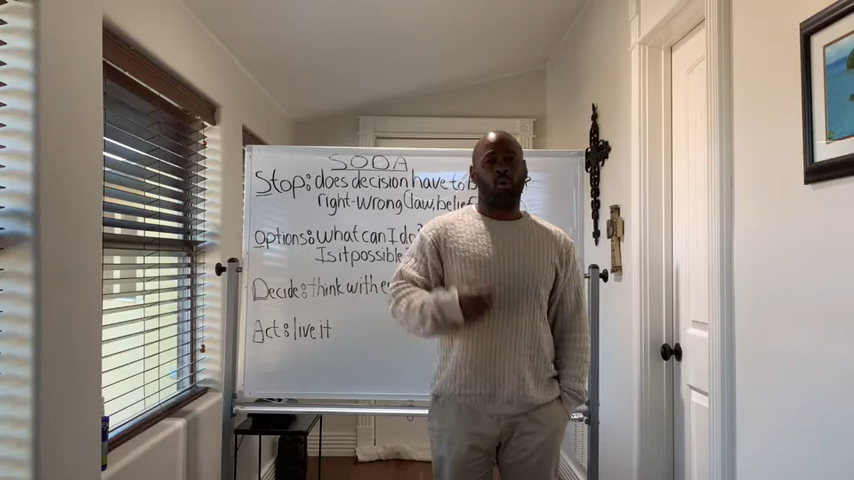 SODA
Stop: does decision have to
right-wrong (law,
Options: what can I do?
Is it possible
Decide: think with
Act: live it